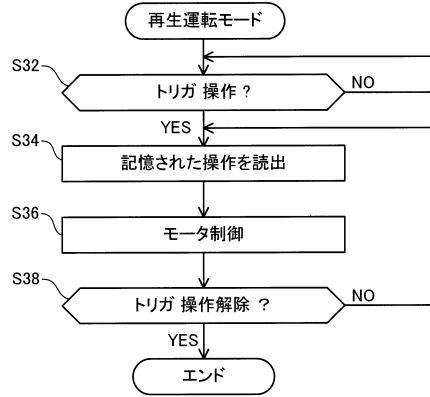 再生運転モード
S32
トリガ 操作 ?
NO
YES
S34
記憶された操作を読出
S36
モータ制御
S38
トリガ 操作解除 ?
NO
YES
エンド